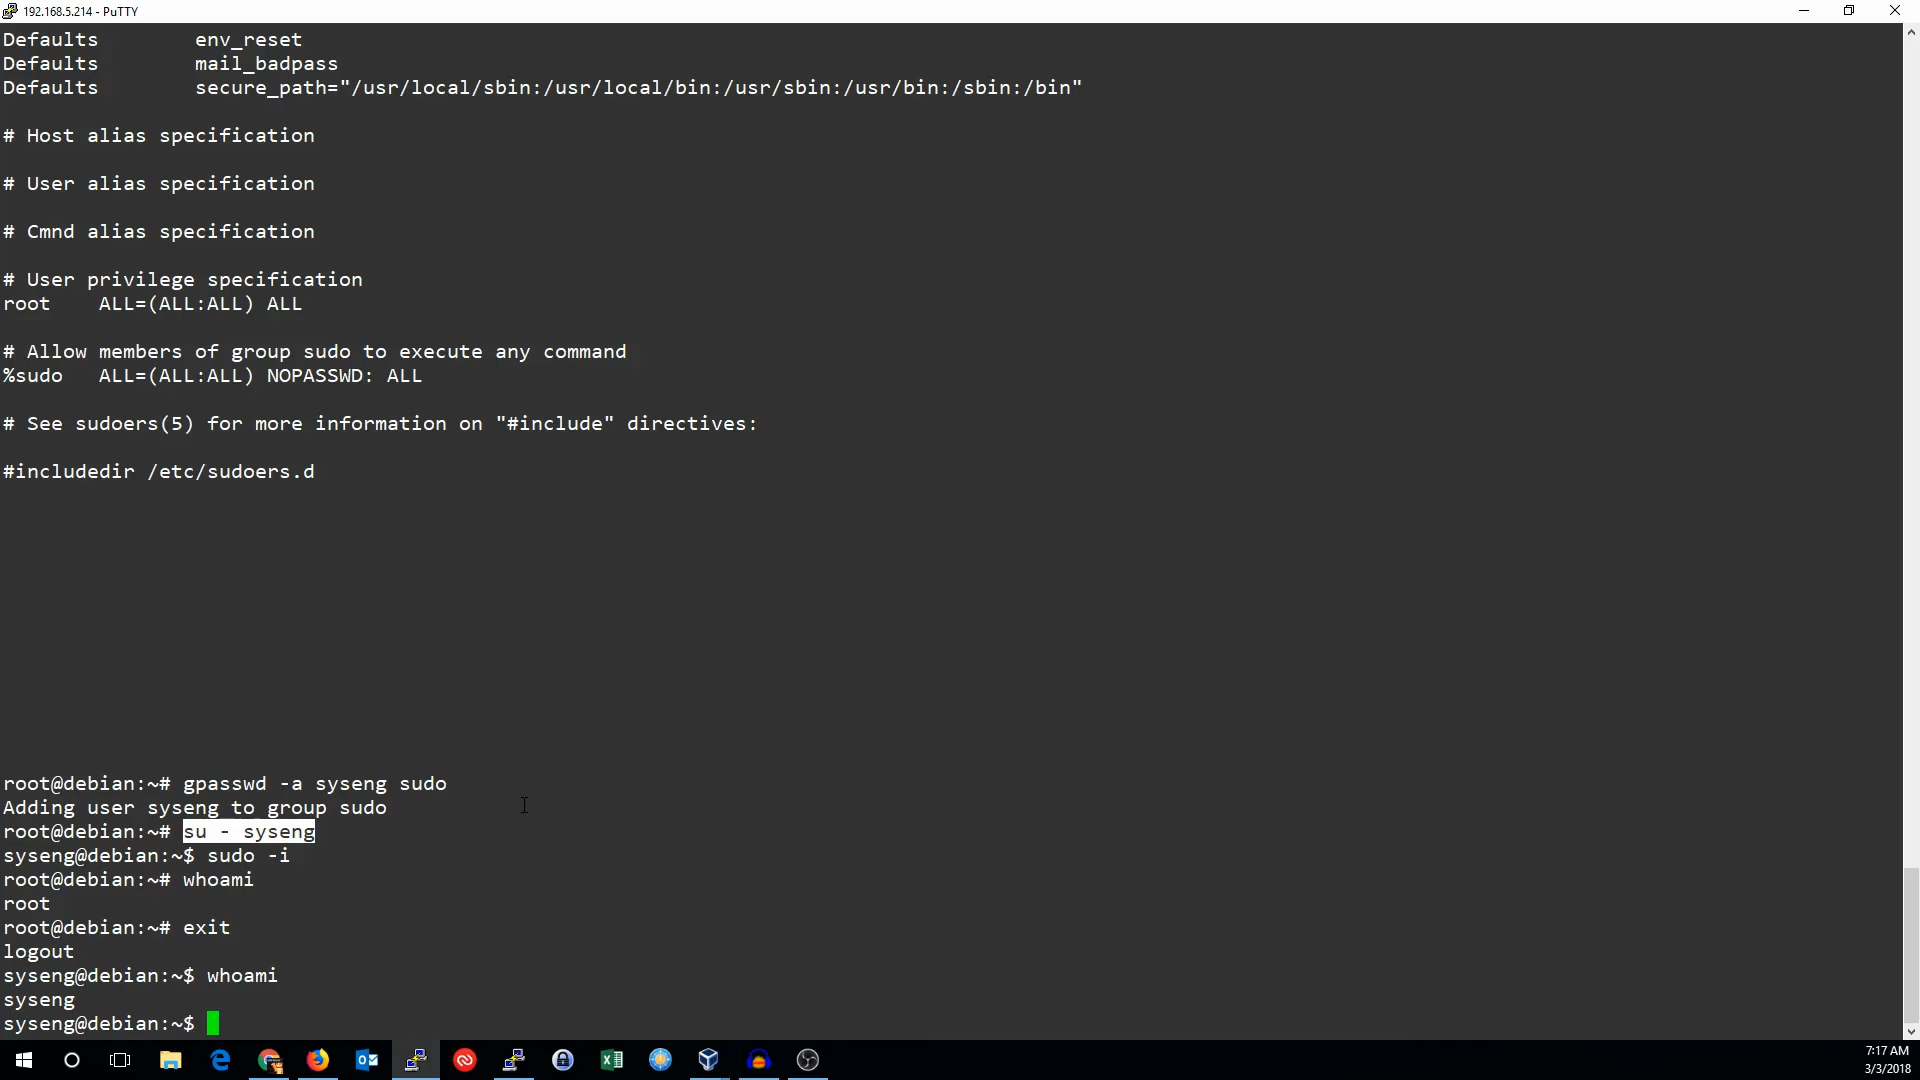 192.168.5.214 - PuTTY
Defaults        env_reset
Defaults        mail_badpass
Defaults        secure_path="/usr/local/sbin:/usr/local/bin:/usr/sbin:/usr/bin:/sbin:/bin"
# Host alias specification
# User alias specification
# Cmnd alias specification
# User privilege specification
root    ALL=(ALL:ALL) ALL
# Allow members of group sudo to execute any command
%sudo   ALL=(ALL:ALL) NOPASSWD: ALL
# See sudoers(5) for more information on "#include" directives:
#includedir /etc/sudoers.d
root@debian:~# gpasswd -a syseng sudo
Adding user syseng to group sudo
root@debian:~# su - syseng
syseng@debian:~$ sudo -i
root@debian:~# whoami
root
root@debian:~# exit
logout
syseng@debian:~$ whoami
syseng
syseng@debian:~$
7:17 AM
3/3/2018